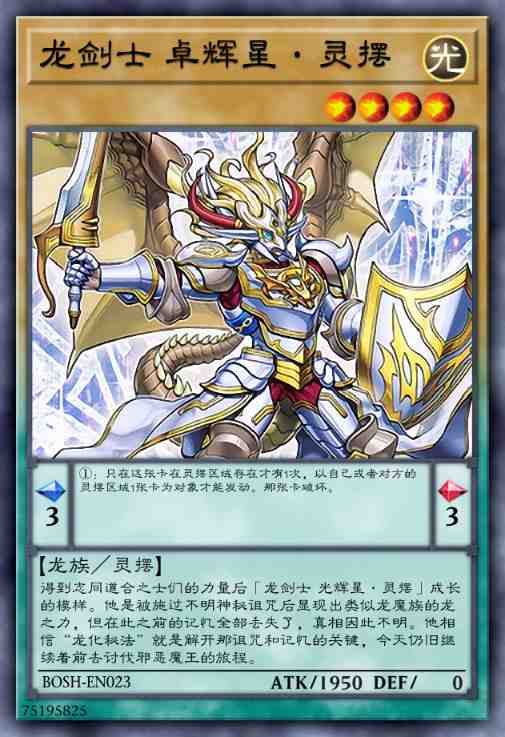 龙剑士 卓辉星·灵摆
光
①：只在这张卡在灵摆区域存在才有1次，以自己或者对方的
灵摆区域1张卡为对象才能发动。那张卡破坏。
3
3
【龙族／灵摆】
得到志同道合之士们的力量后「龙剑士 光辉星·灵摆」成长
的模样。他是被施过不明神秘诅咒后显现出类似龙魔族的龙
之力，但在此之前的记忆全部丢失了，真相因此不明。他相
信“龙化秘法”就是解开那诅咒和记忆的关键，今天仍旧继
续着前去讨伐邪恶魔王的旅程。
BOSH-EN023 ATK/1950 DEF/ 0
75195825